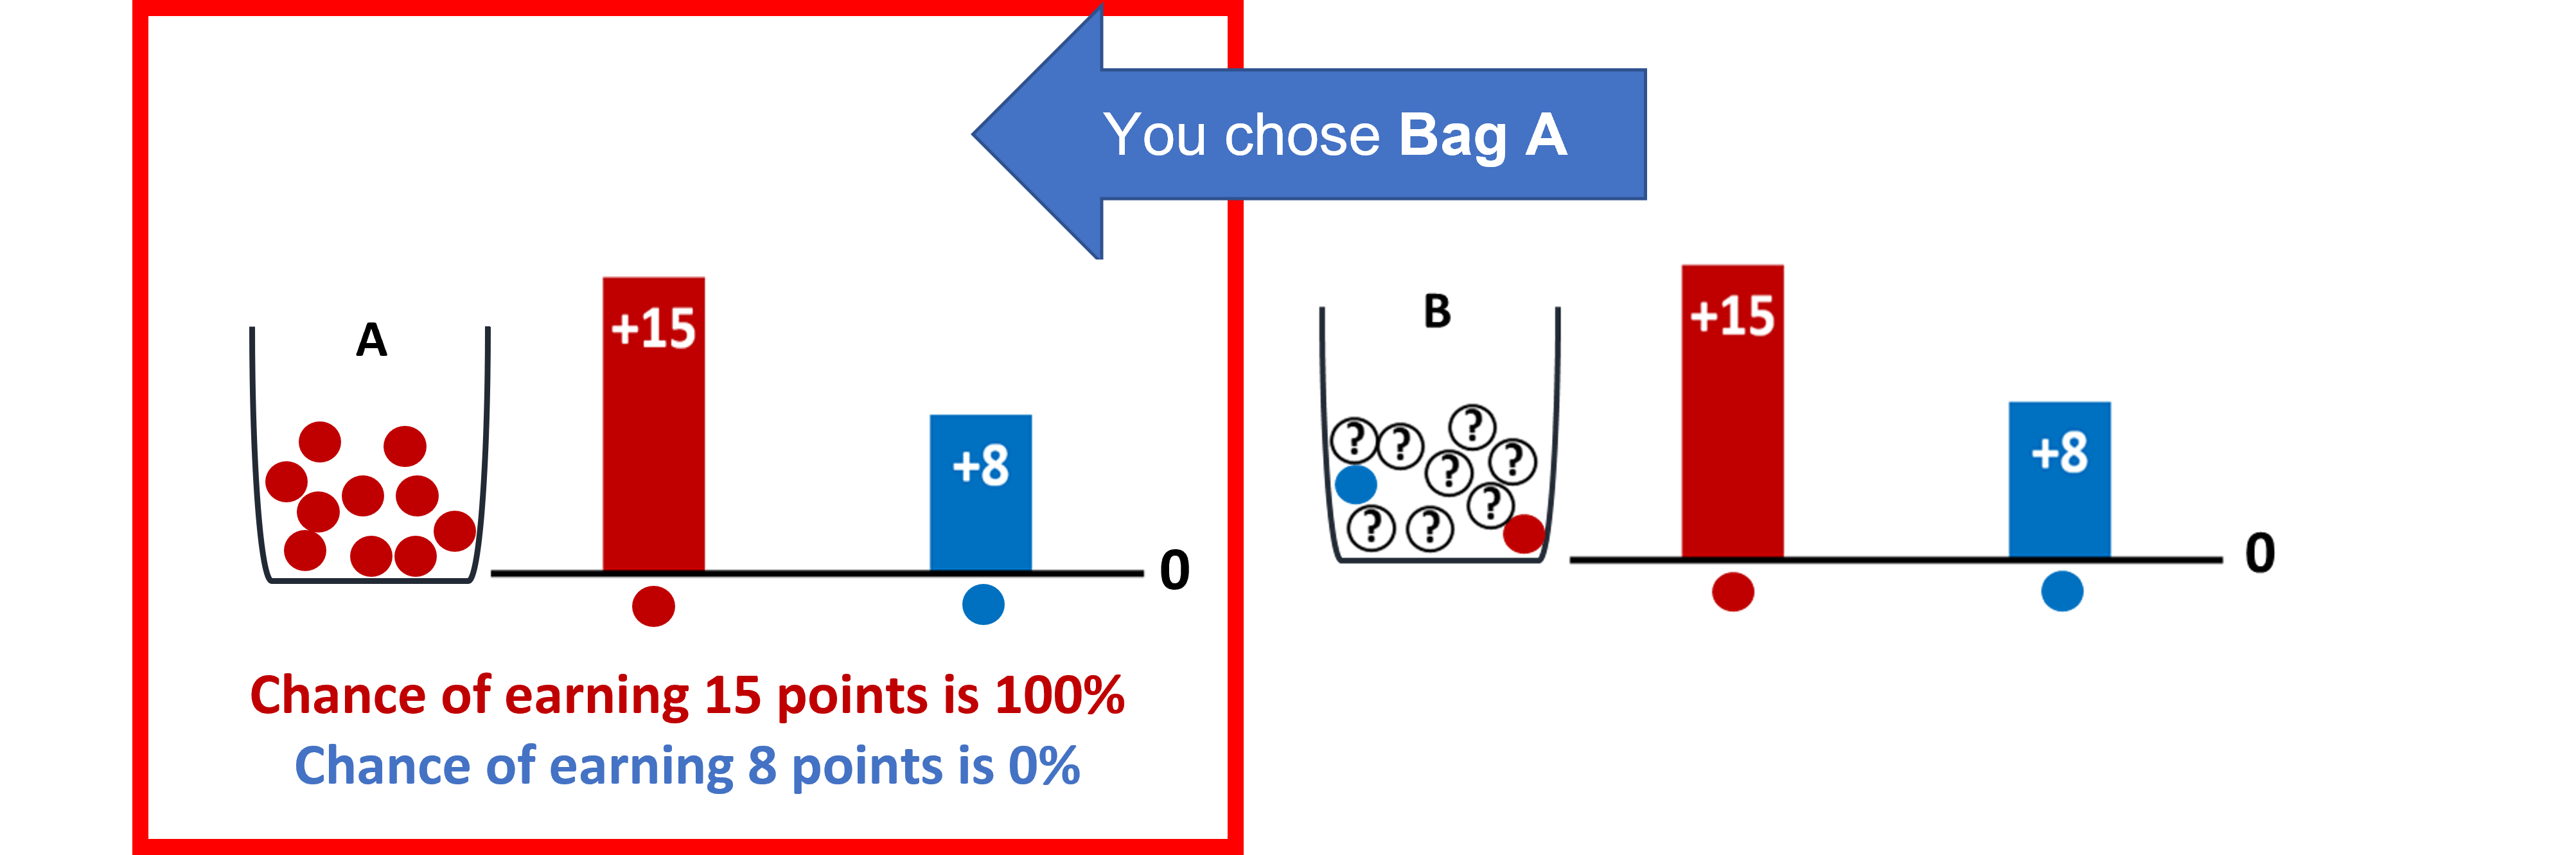 You chose Bag A
A
+15
+8
0
Chance of earning 15 points is 100%
Chance of earning 8 points is 0%
B
+15
+8
? ? ? ? ? ? ? ?
0